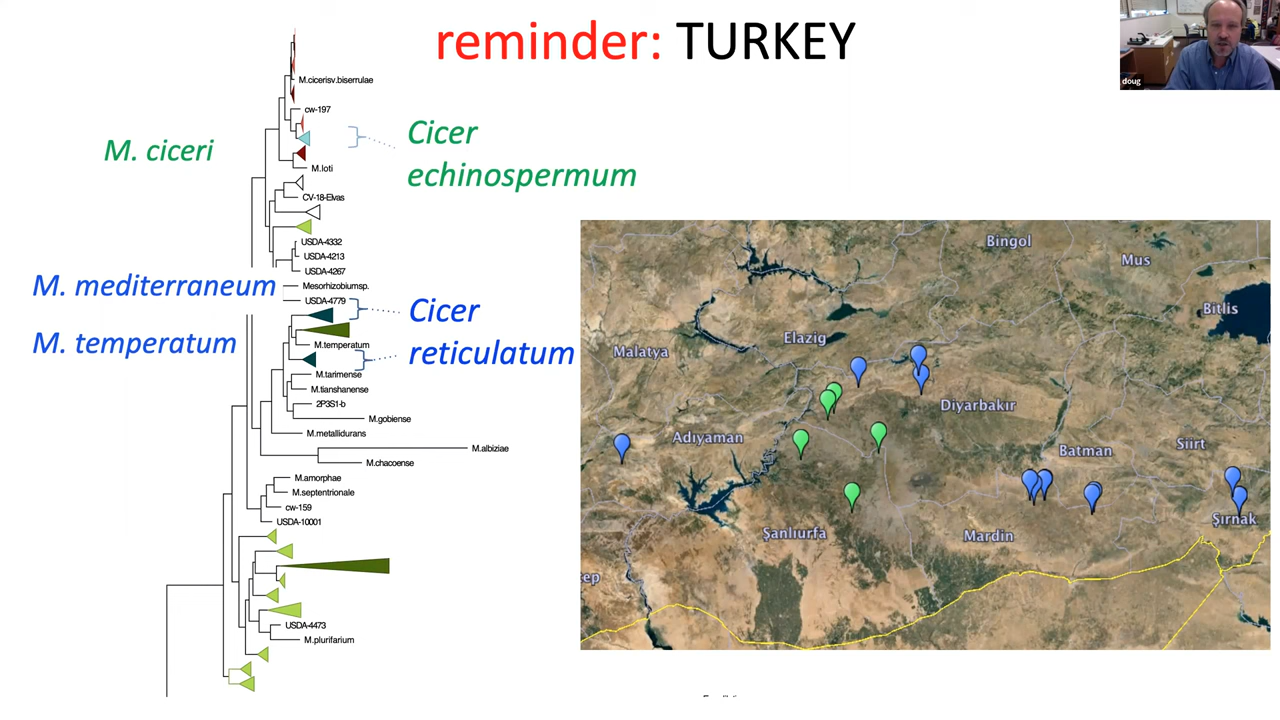 reminder: TURKEY
doug
M.cicerisv.biserrulae
cw-197
M. ciceri
Cicer
echinospermum
M.loti
CV-18-Elvas
USDA-4332
USDA-4213
USDA-4267
M. mediterraneum
Mesorhizobiumsp.
USDA-4779
Cicer
reticulatum
M. temperatum
M.temperatum
M.tarimense
M.tianshanense
2P3S1-b
M.gobiense
M.metallidurans
M.albiziae
M.chacoense
M.amorphae
M.septentrionale
cw-159
USDA-10001
USDA-4473
M.plurifarium
Bingol
Mus
Bitlis
Elazig
Malatya
Diyarbakır
Adıyaman
Siirt
Batman
Şırnak
Şanlıurfa
Mardin
ep